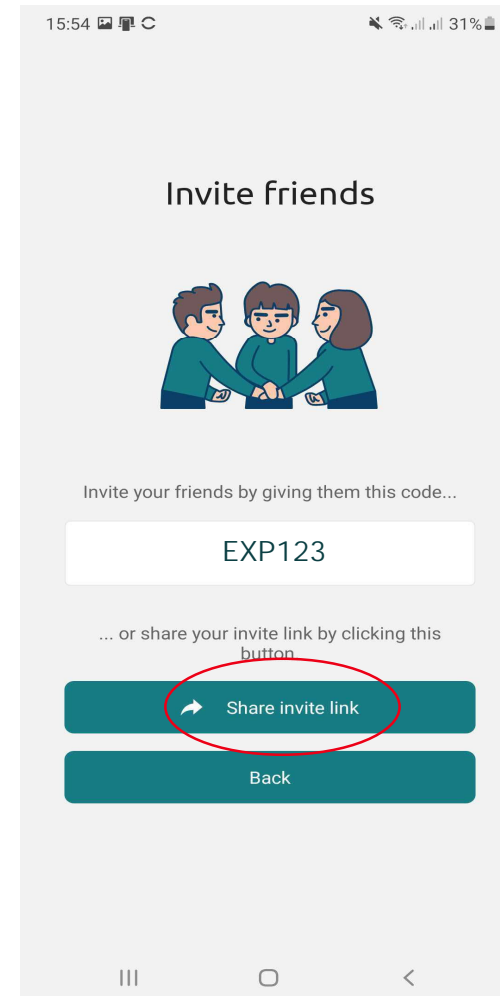 15:54 31%
Invite friends
Invite your friends by giving them this code...
EXP123
... or share your invite link by clicking this
button
Share invite link
Back